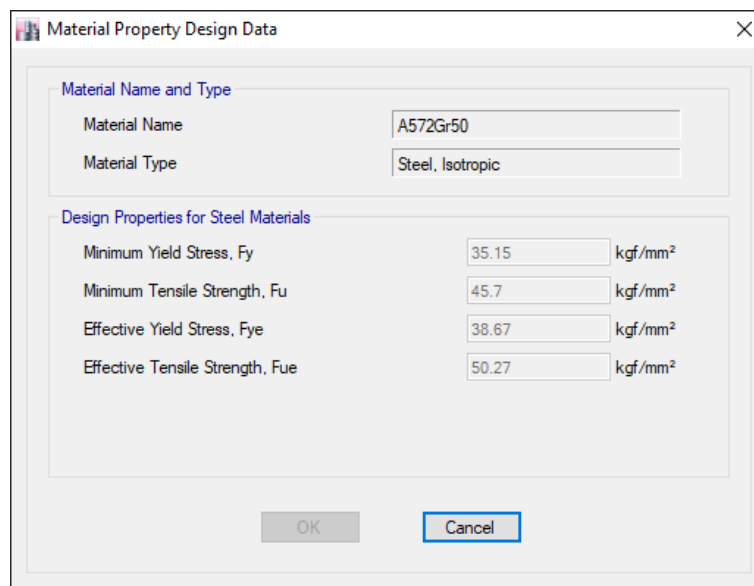 Material Property Design Data
Material Name and Type
Material Name A572Gr50
Material Type Steel, Isotropic
Design Properties for Steel Materials
Minimum Yield Stress, Fy 35.15 kgf/mm²
Minimum Tensile Strength, Fu 45.7 kgf/mm²
Effective Yield Stress, Fye 38.67 kgf/mm²
Effective Tensile Strength, Fue 50.27 kgf/mm²
OK Cancel